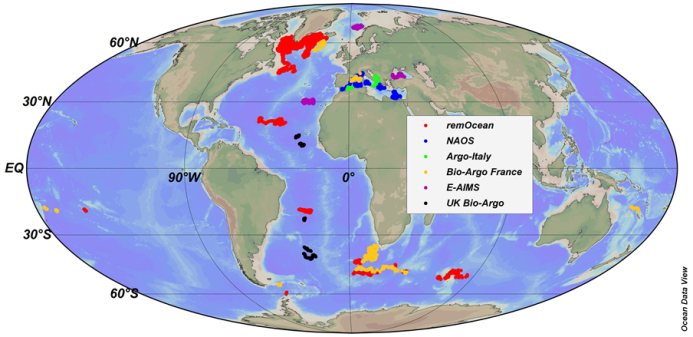 60°N
30°N
EQ
90°W
0°
30°S
60°S
remOcean
NAOS
Argo-Italy
Bio-Argo France
E-AIMS
UK Bio-Argo
Ocean Data View